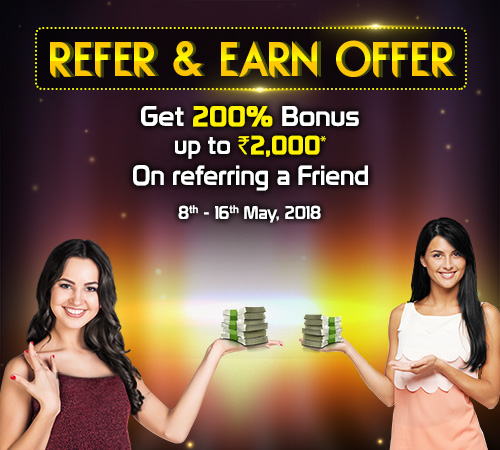 REFER & EARN OFFER
Get 200% Bonus
up to ₹2,000*
On referring a Friend
8th - 16th May, 2018